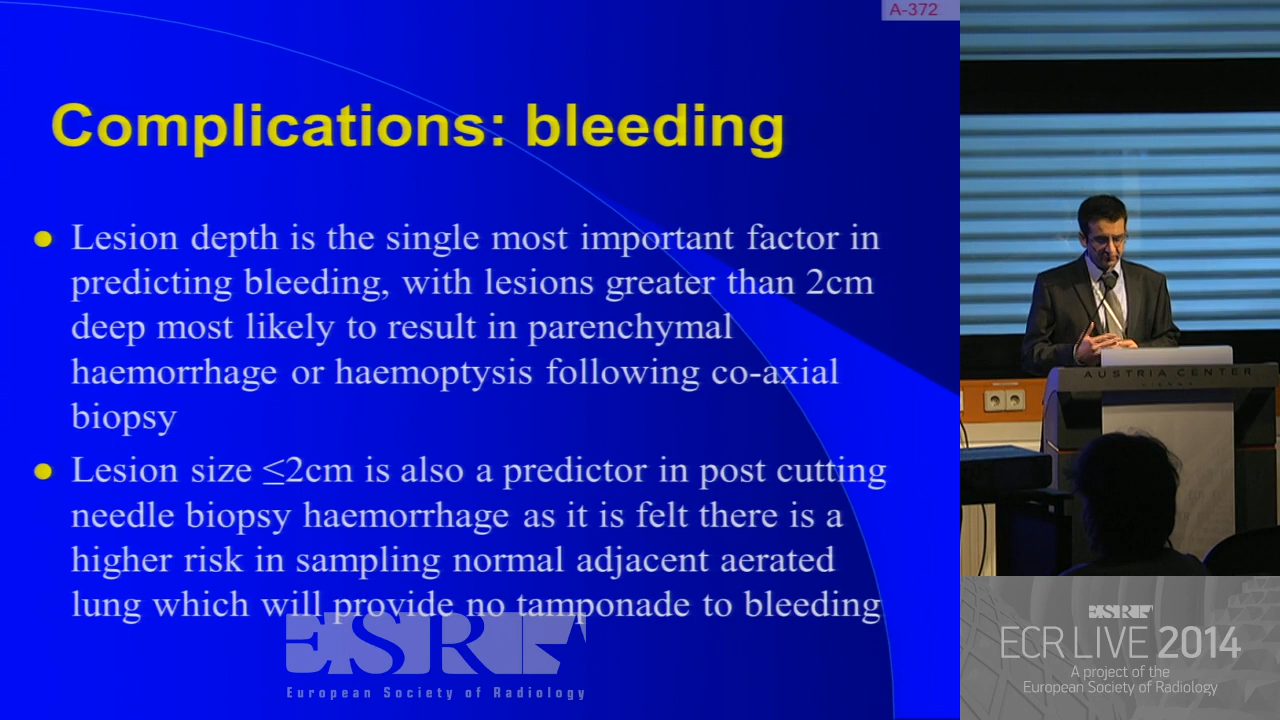 A-372
Complications: bleeding
Lesion depth is the single most important factor in
predicting bleeding, with lesions greater than 2cm
deep most likely to result in parenchymal
haemorrhage or haemoptysis following co-axial
biopsy
Lesion size ≤2cm is also a predictor in post cutting
needle biopsy haemorrhage as it is felt there is a
higher risk in sampling normal adjacent aerated
lung which will provide no tamponade to bleeding
ESR
European Society of Radiology
AUSTRIA CENTER
VIENNA
ESR
ECR LIVE 2014
A project of the
European Society of Radiology